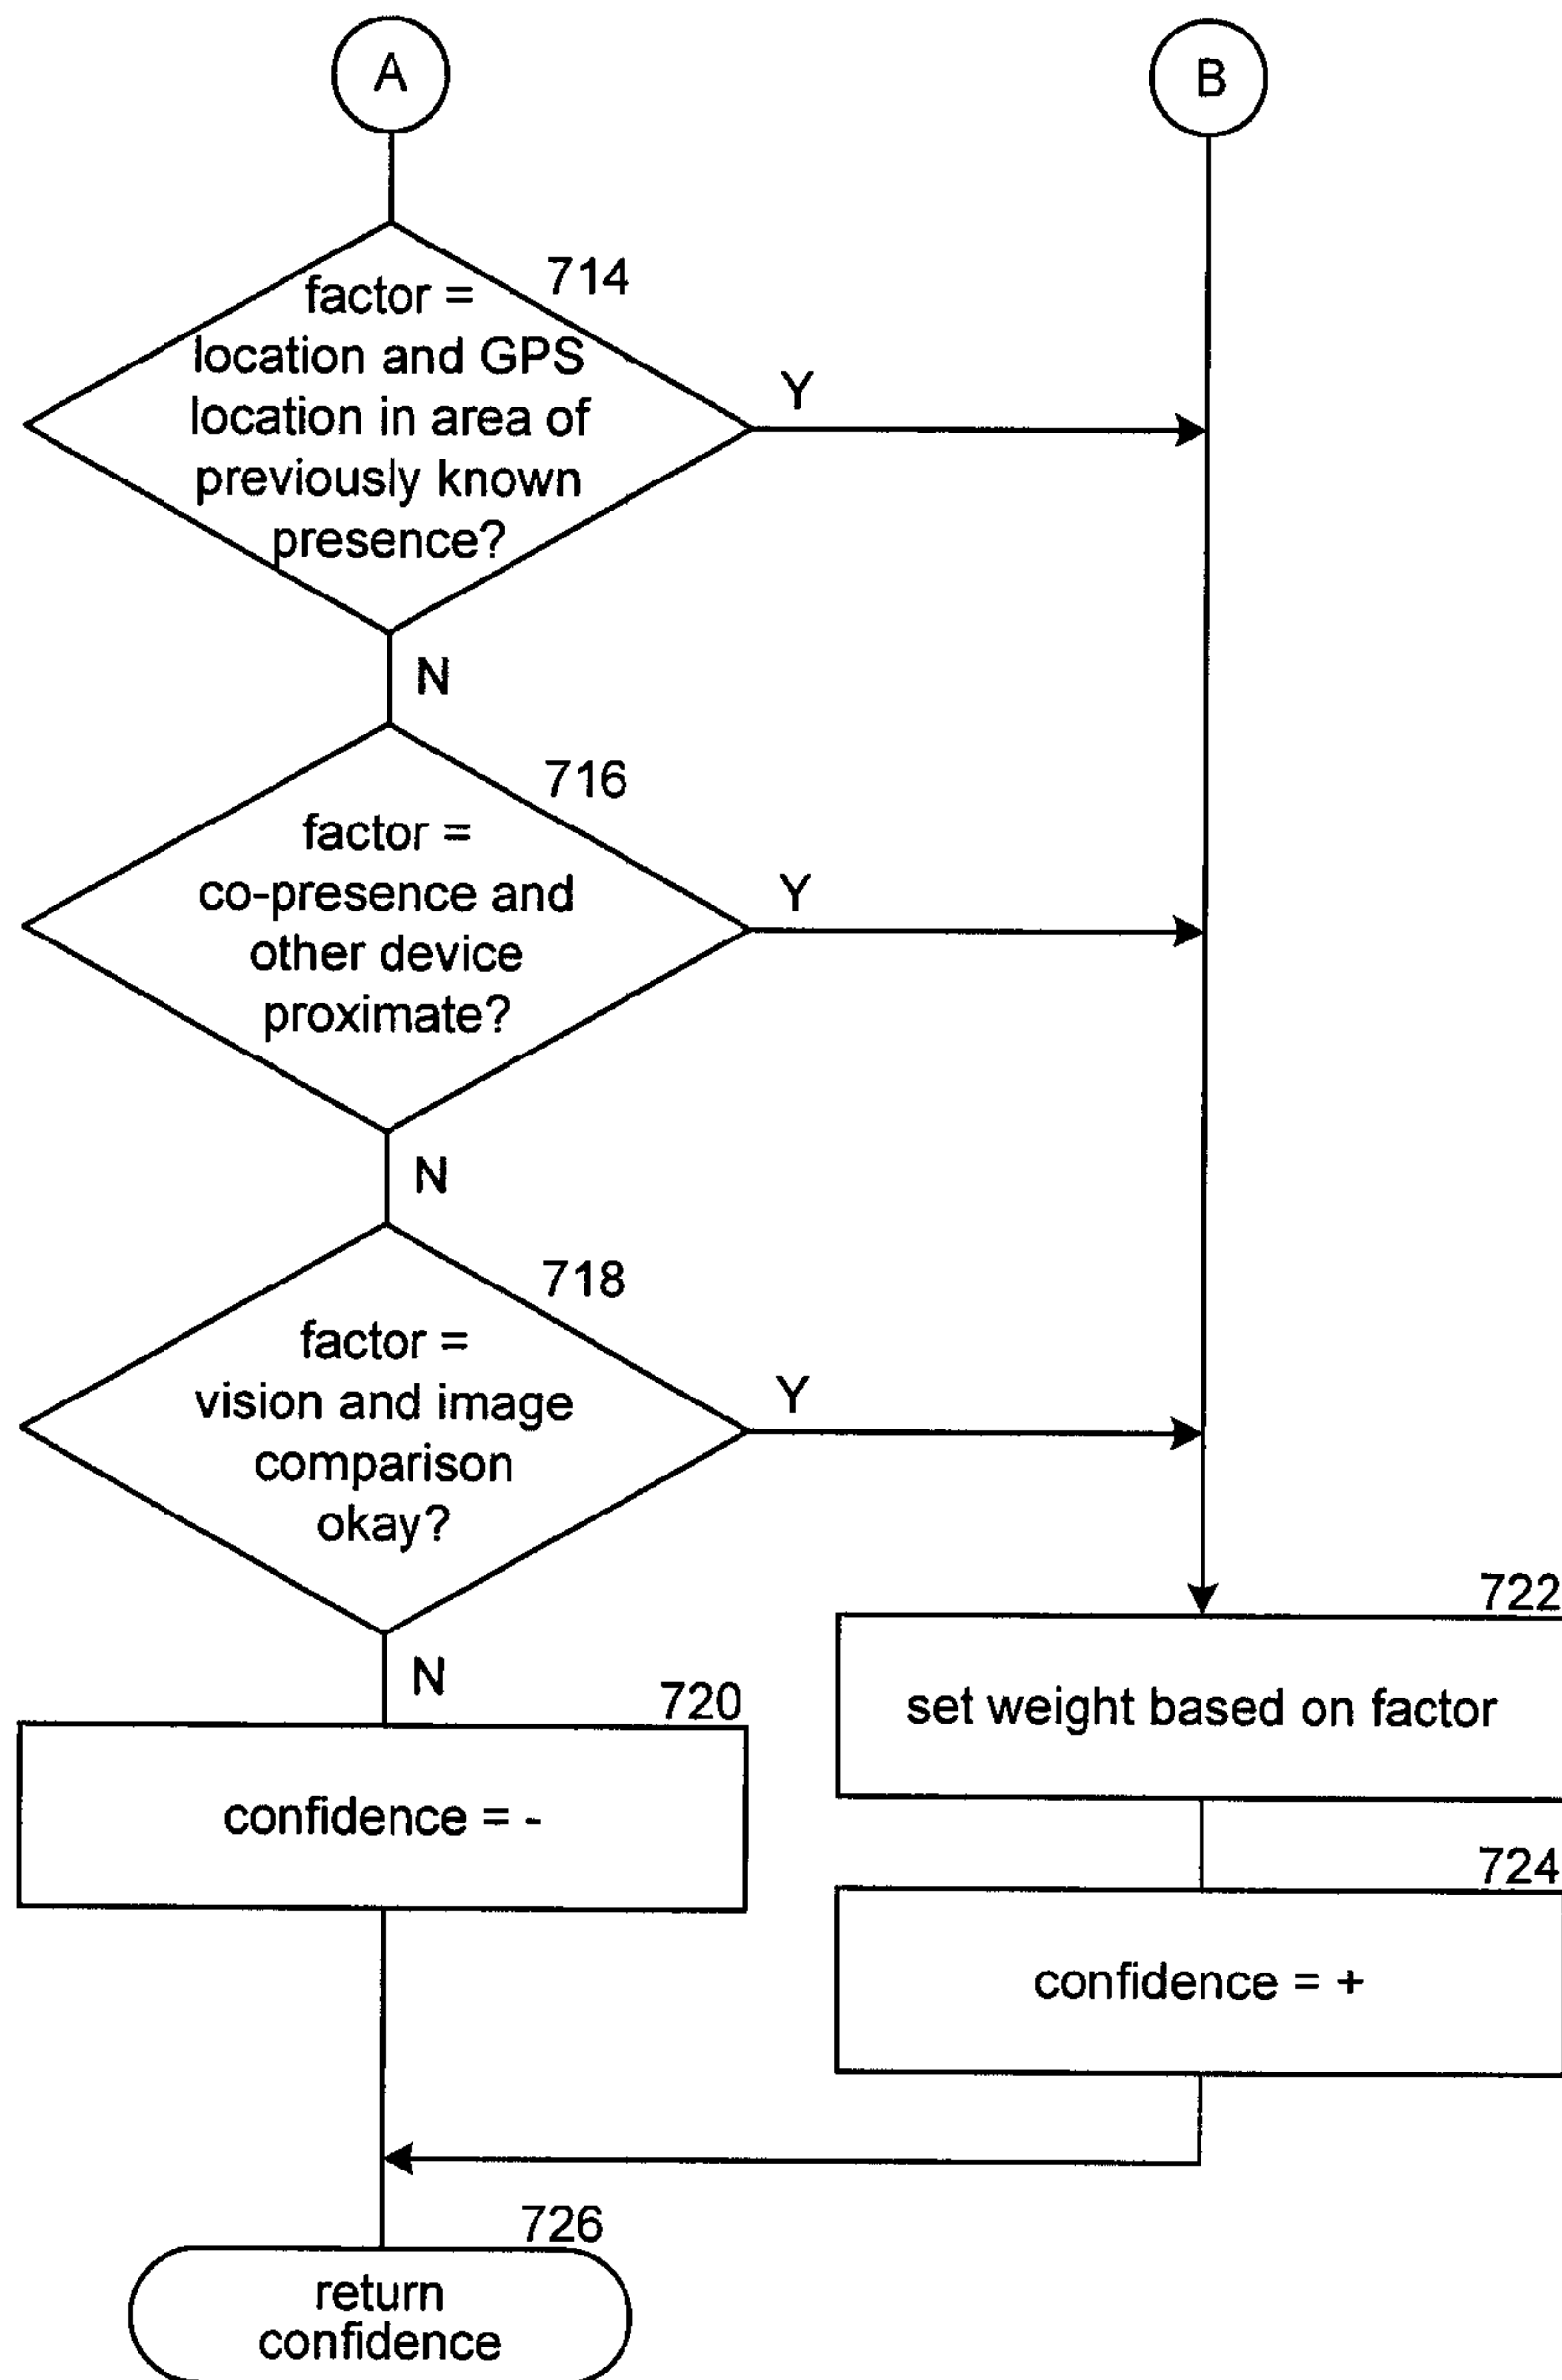 A
B
714
factor =
location and GPS
location in area of
previously known
presence?
Y
N
716
factor =
co-presence and
other device
proximate?
Y
N
718
factor =
vision and image
comparison
okay?
Y
N
720
confidence = -
722
set weight based on factor
724
confidence = +
726
return
confidence